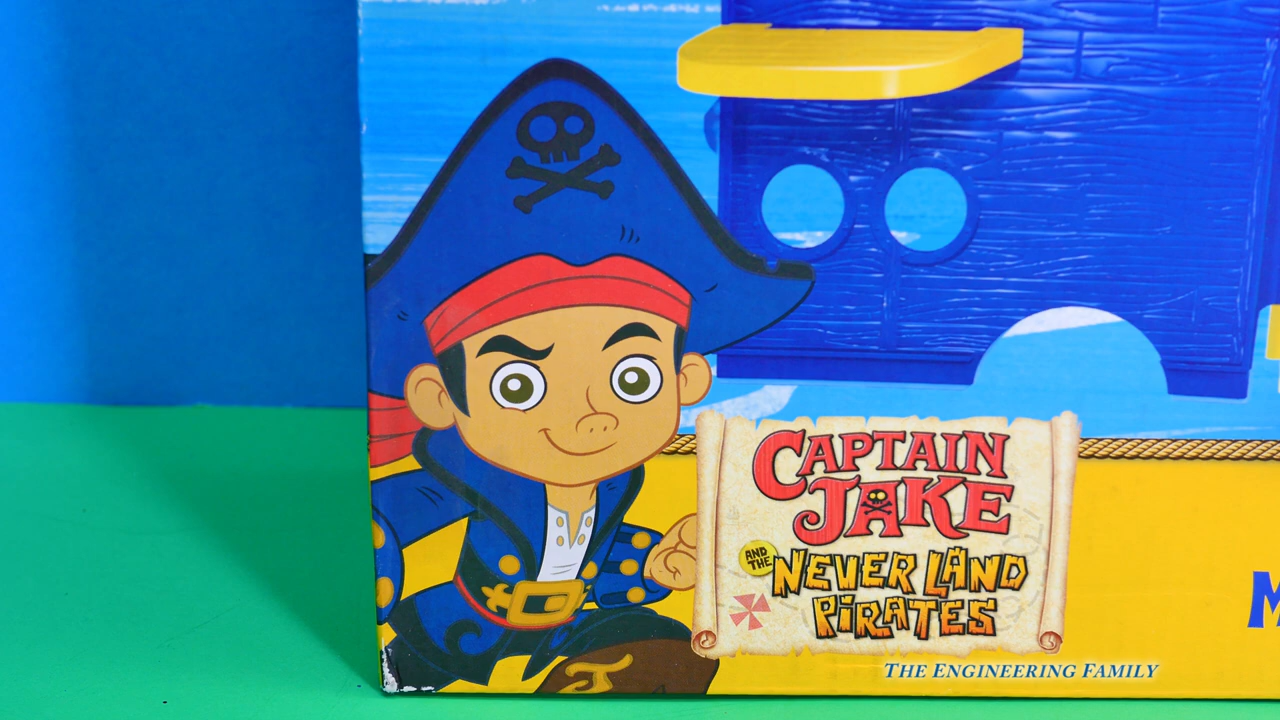 CAPTAIN
JAKE
AND THE
NEVER LAND
PIRATES
M
THE ENGINEERING FAMILY